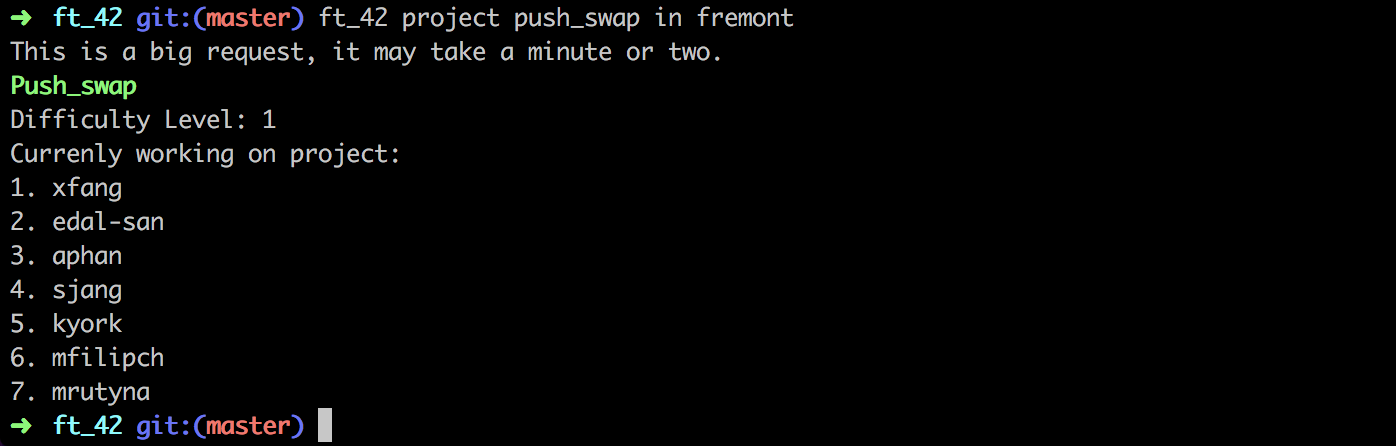 ➜ ft_42 git:(master) ft_42 project push_swap in fremont
This is a big request, it may take a minute or two.
Push_swap
Difficulty Level: 1
Currenly working on project:
1. xfang
2. edal-san
3. aphan
4. sjang
5. kyork
6. mfilipch
7. mrutyna
➜ ft_42 git:(master)